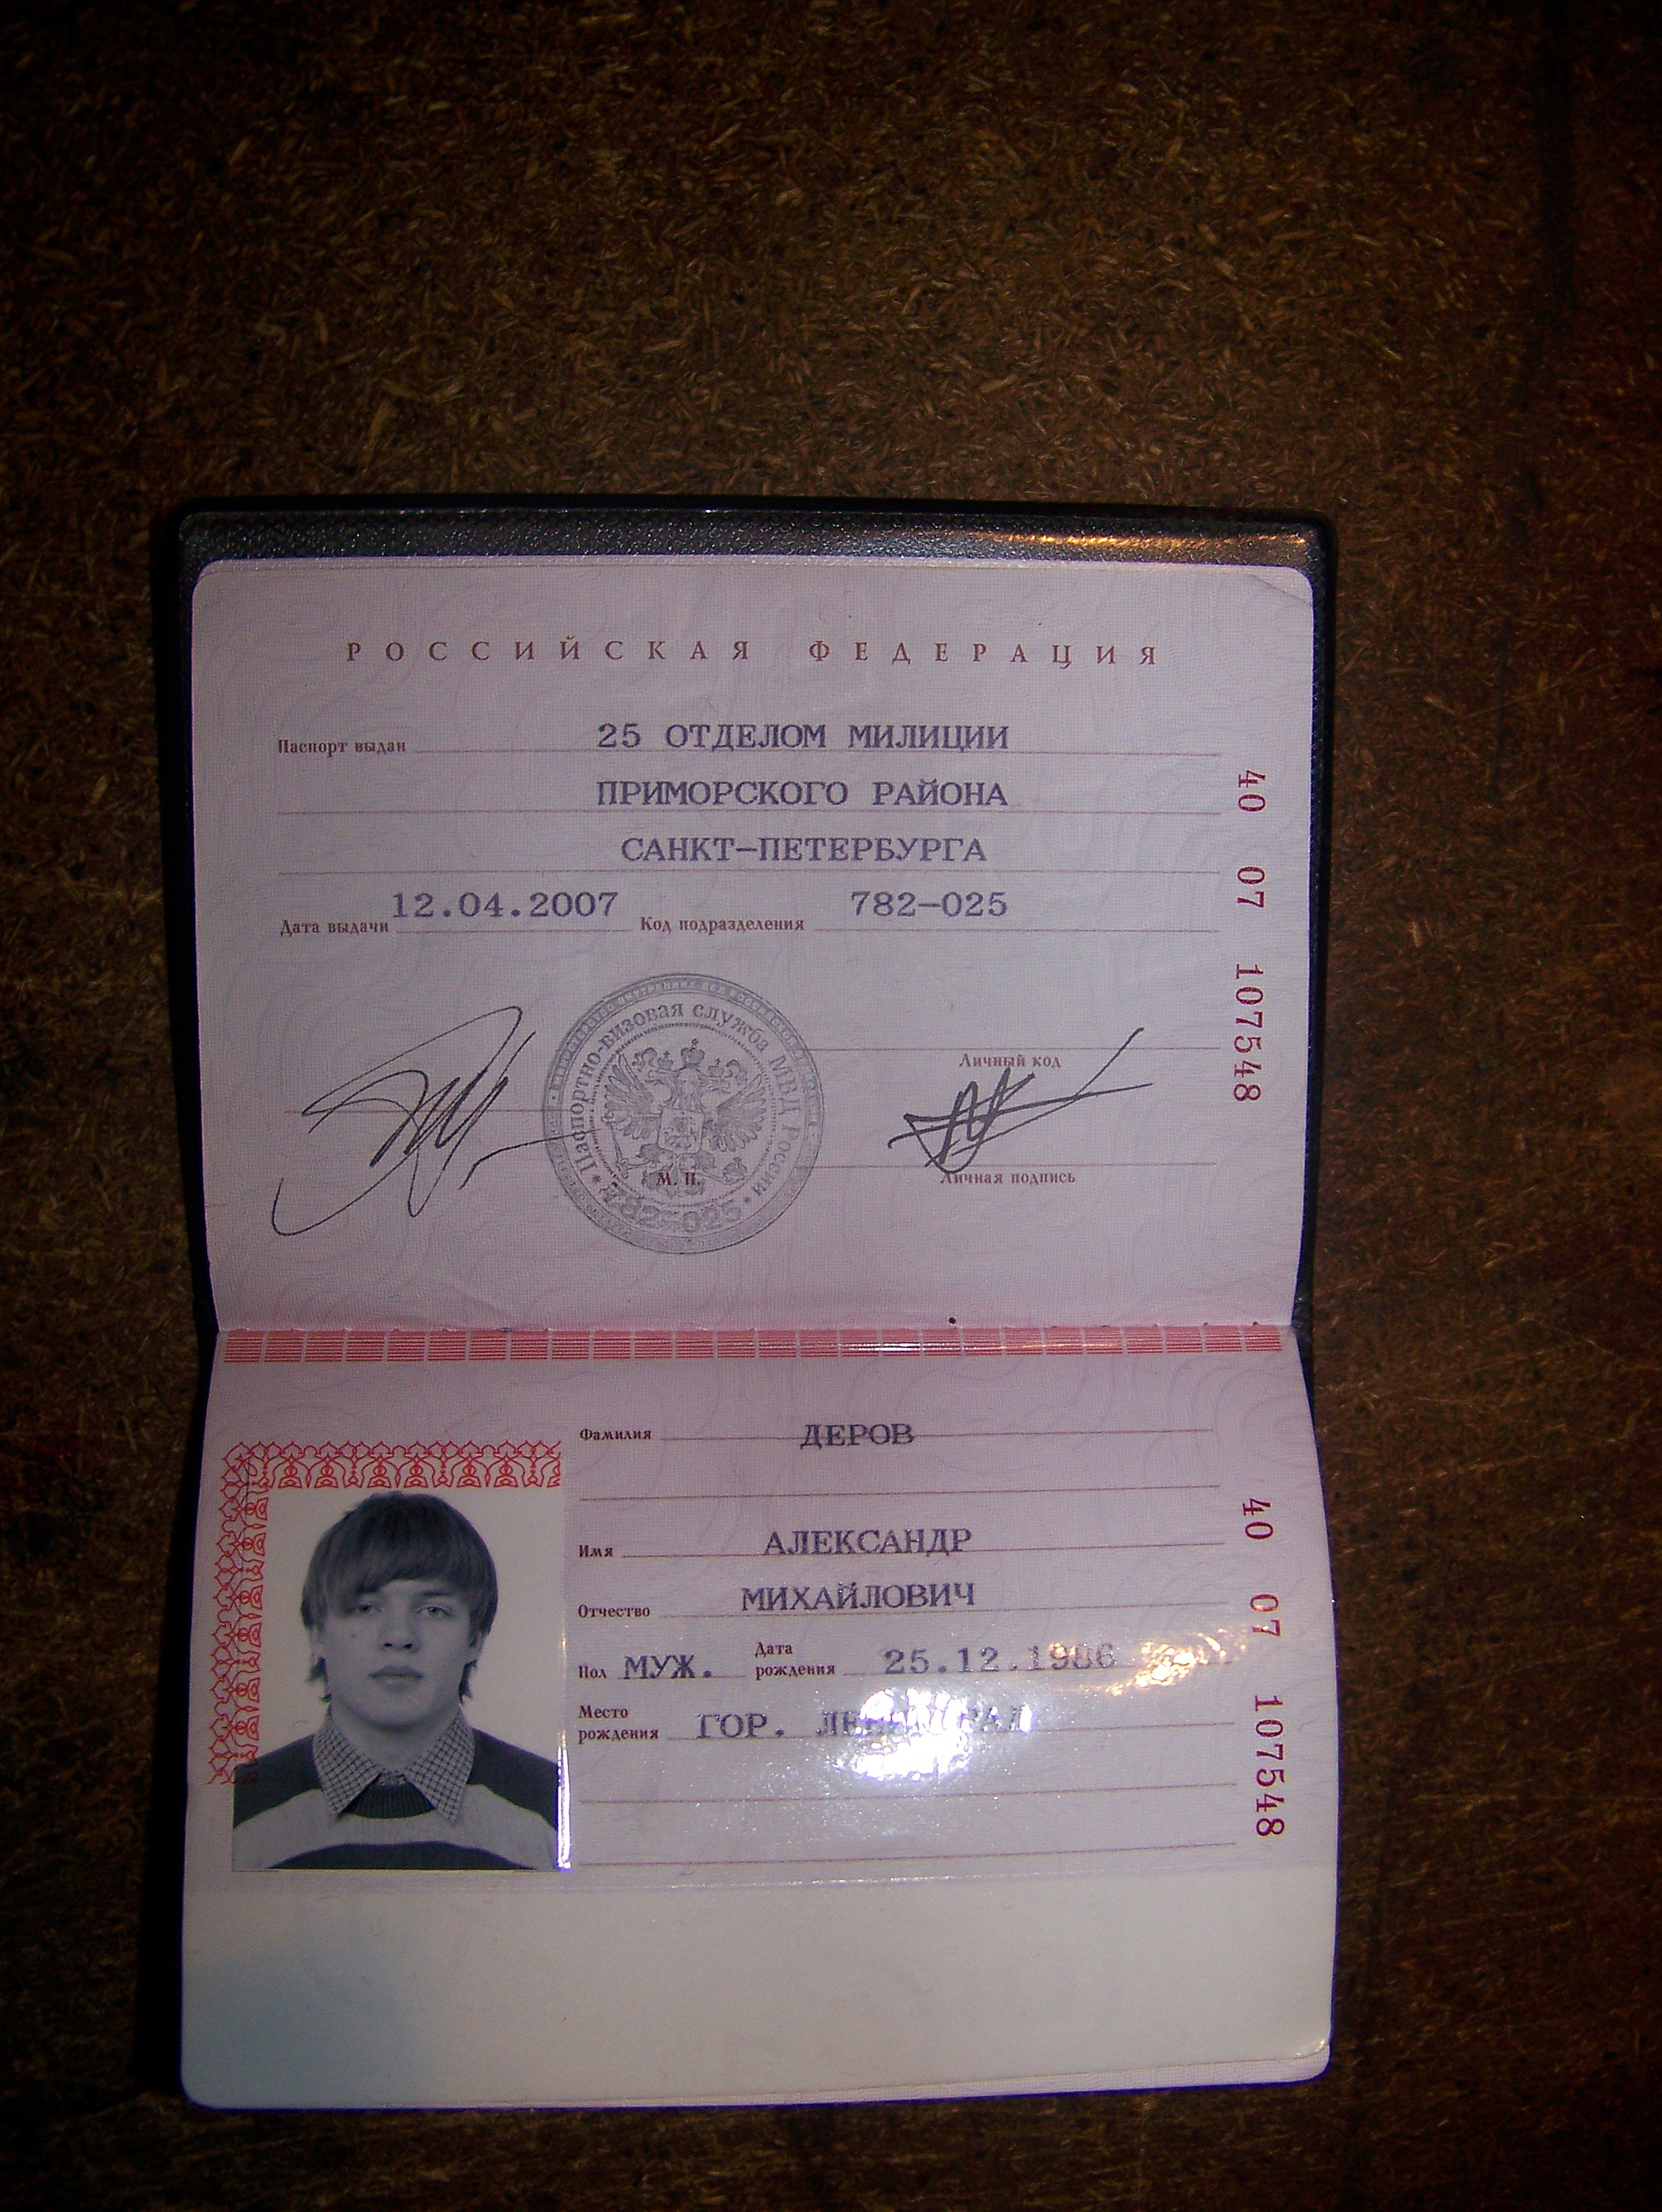 РОССИЙСКАЯ ФЕДЕРАЦИЯ
Паспорт выдан 25 ОТДЕЛОМ МИЛИЦИИ
ПРИМОРСКОГО РАЙОНА
САНКТ-ПЕТЕРБУРГА
Дата выдачи 12.04.2007 Код подразделения 782-025
40 07 107548
Паспортно-визовая служба МВД России
782-025
М. П.
Личный код
Личная подпись
Фамилия ДЕРОВ
Имя АЛЕКСАНДР
Отчество МИХАЙЛОВИЧ
Пол МУЖ. Дата рождения 25.12.1986
Место рождения ГОР. ЛЕНИНГРАД
40 07 107548